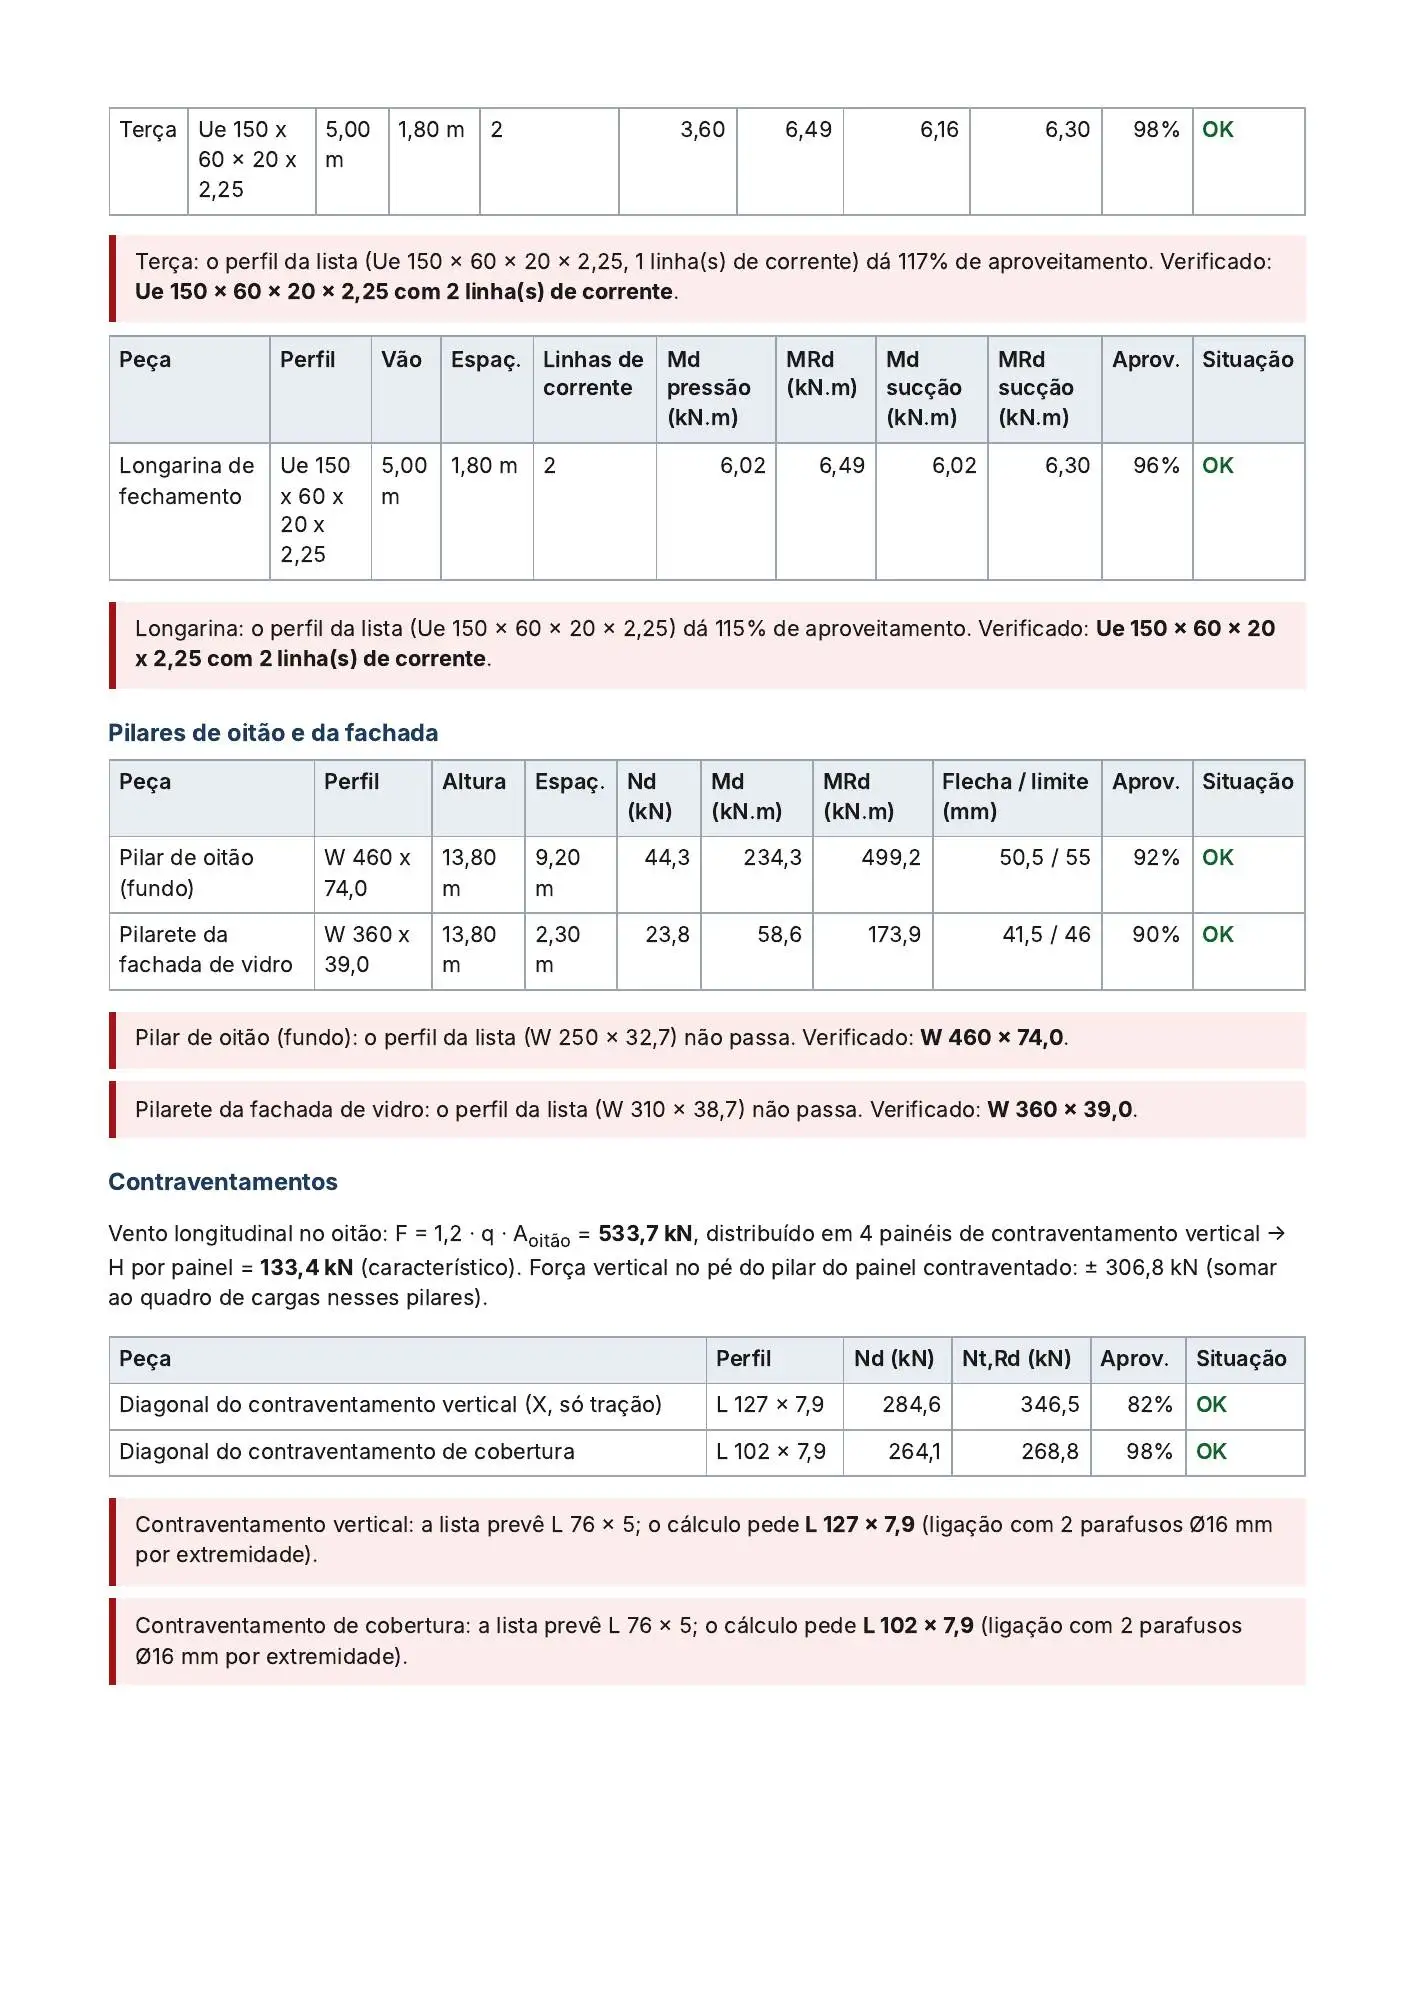 Terça Ue 150 x 5,00 1,80 m 2 3,60 6,49 6,16 6,30 98% OK
60 × 20 x m
2,25
Terça: o perfil da lista (Ue 150 × 60 × 20 × 2,25, 1 linha(s) de corrente) dá 117% de aproveitamento. Verificado:
Ue 150 × 60 × 20 × 2,25 com 2 linha(s) de corrente.
Peça Perfil Vão Espaç. Linhas de Md MRd Md MRd Aprov. Situação
corrente pressão (kN.m) sucção sucção
(kN.m) (kN.m) (kN.m)
Longarina de Ue 150 5,00 1,80 m 2 6,02 6,49 6,02 6,30 96% OK
fechamento x 60 x m
20 x
2,25
Longarina: o perfil da lista (Ue 150 × 60 × 20 × 2,25) dá 115% de aproveitamento. Verificado: Ue 150 × 60 × 20
x 2,25 com 2 linha(s) de corrente.
Pilares de oitão e da fachada
Peça Perfil Altura Espaç. Nd Md MRd Flecha / limite Aprov. Situação
(kN) (kN.m) (kN.m) (mm)
Pilar de oitão W 460 x 13,80 9,20 44,3 234,3 499,2 50,5 / 55 92% OK
(fundo) 74,0 m m
Pilarete da W 360 x 13,80 2,30 23,8 58,6 173,9 41,5 / 46 90% OK
fachada de vidro 39,0 m m
Pilar de oitão (fundo): o perfil da lista (W 250 × 32,7) não passa. Verificado: W 460 × 74,0.
Pilarete da fachada de vidro: o perfil da lista (W 310 × 38,7) não passa. Verificado: W 360 × 39,0.
Contraventamentos
Vento longitudinal no oitão: F = 1,2 · q · Aoitão = 533,7 kN, distribuído em 4 painéis de contraventamento vertical →
H por painel = 133,4 kN (característico). Força vertical no pé do pilar do painel contraventado: ± 306,8 kN (somar
ao quadro de cargas nesses pilares).
Peça Perfil Nd (kN) Nt,Rd (kN) Aprov. Situação
Diagonal do contraventamento vertical (X, só tração) L 127 × 7,9 284,6 346,5 82% OK
Diagonal do contraventamento de cobertura L 102 × 7,9 264,1 268,8 98% OK
Contraventamento vertical: a lista prevê L 76 × 5; o cálculo pede L 127 × 7,9 (ligação com 2 parafusos Ø16 mm
por extremidade).
Contraventamento de cobertura: a lista prevê L 76 × 5; o cálculo pede L 102 × 7,9 (ligação com 2 parafusos
Ø16 mm por extremidade).